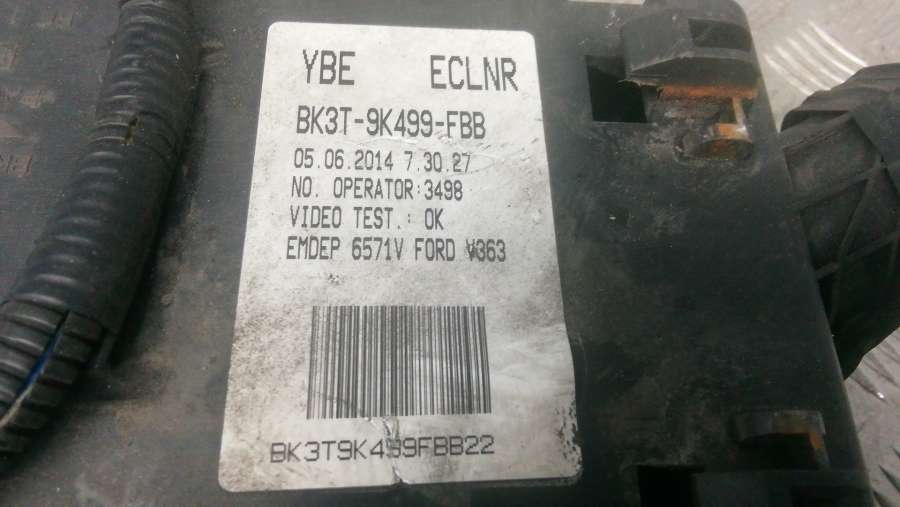 YBE ECLNR
BK3T-9K499-FBB
05.06.2014 7.30.27
NO. OPERATOR:3498
VIDEO TEST.: OK
EMDEP 6571V FORD V363
BK3T9K499FBB22